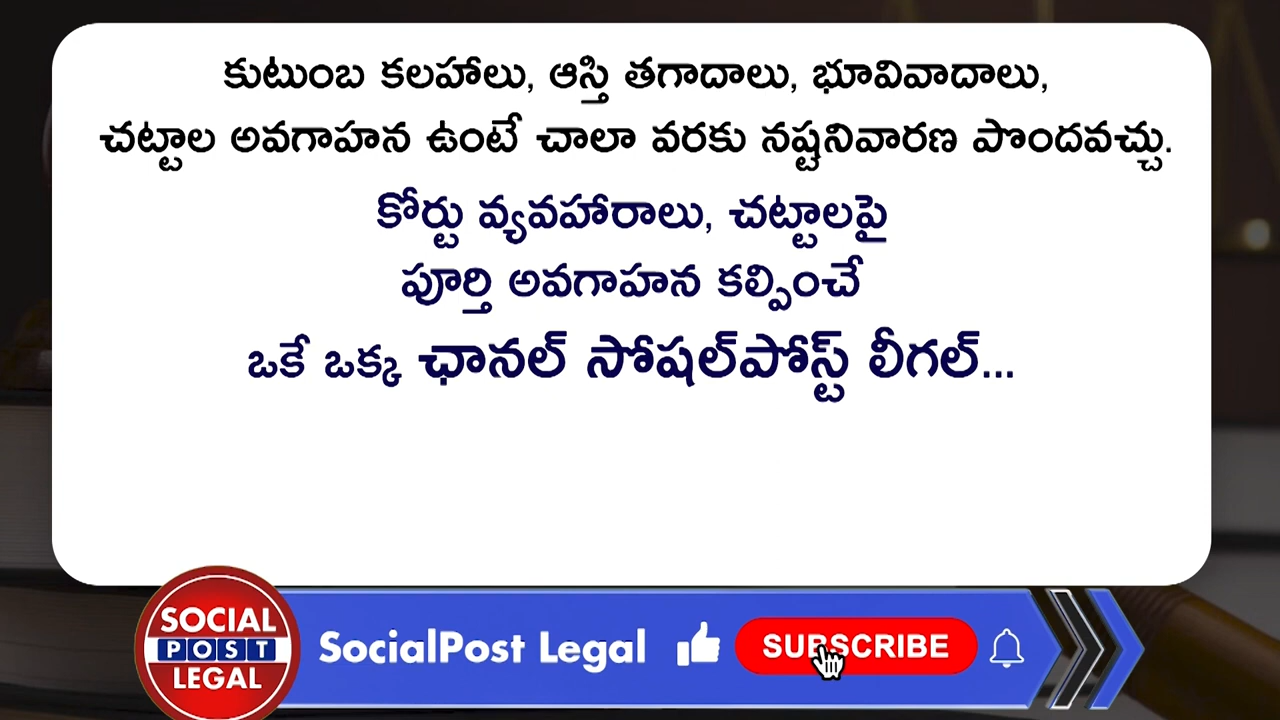 కుటుంబ కలహాలు, ఆస్తి తగాదాలు, భూవివాదాలు,
చట్టాల అవగాహన ఉంటే చాలా వరకు నష్టనివారణ పొందవచ్చు.
కోర్టు వ్యవహారాలు, చట్టాలపై
పూర్తి అవగాహన కల్పించే
ఒకే ఒక్క ఛానల్ సోషల్‌పోస్ట్ లీగల్...
SOCIAL
POST
LEGAL
SocialPost Legal
SUBSCRIBE